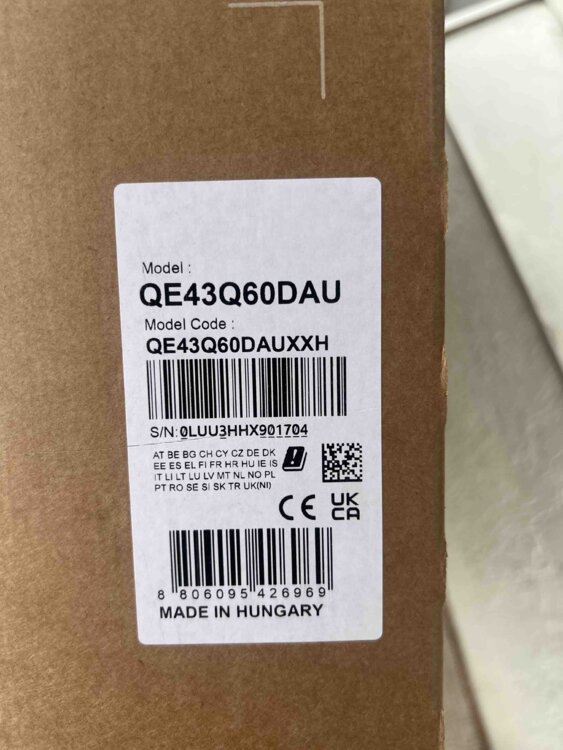 Model :
QE43Q60DAU
Model Code :
QE43Q60DAUXXH
S/N:0LUU3HHX901704
AT BE BG CH CY CZ DE DK
EE ES EL FI FR HR HU IE IS
IT LI LT LU LV MT NL NO PL
PT RO SE SI SK TR UK(NI)
CE UK
CA
8 806095 426969
MADE IN HUNGARY